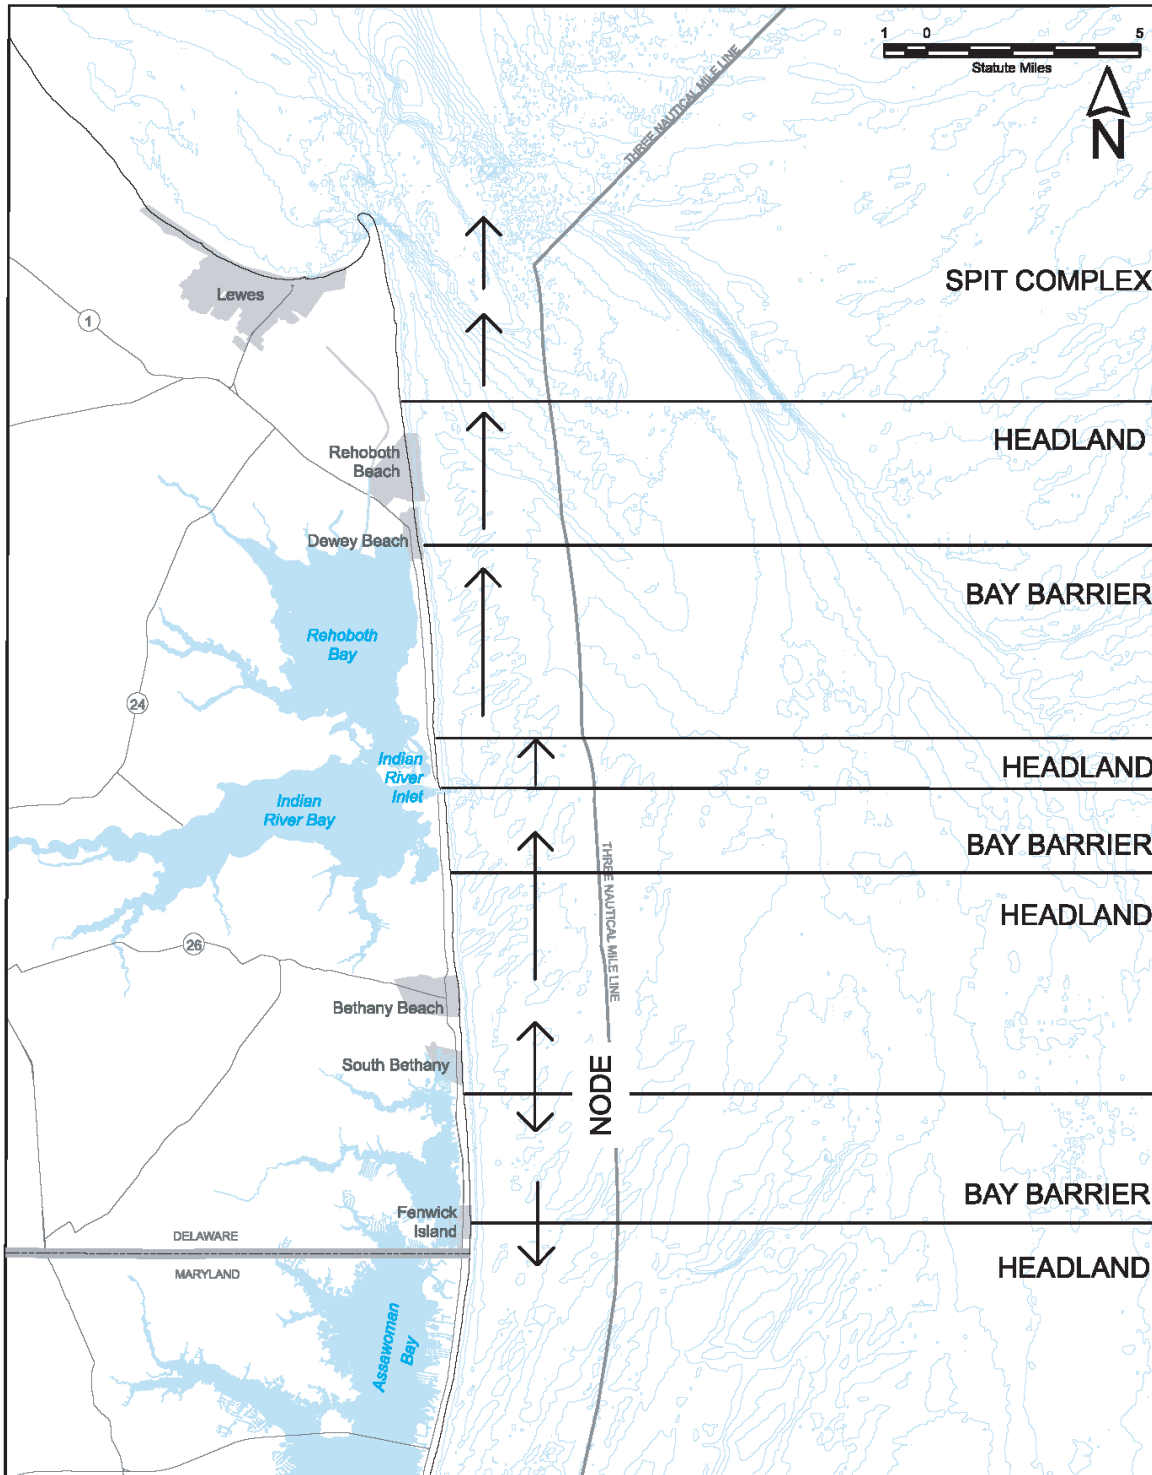 1 0 5
Statute Miles
N
THREE NAUTICAL MILE LINE
SPIT COMPLEX
Lewes
1
HEADLAND
Rehoboth
Beach
Dewey Beach
BAY BARRIER
Rehoboth
Bay
24
Indian
River
Inlet
HEADLAND
Indian
River Bay
BAY BARRIER
THREE NAUTICAL MILE LINE
HEADLAND
26
Bethany Beach
South Bethany
NODE
BAY BARRIER
Fenwick
Island
DELAWARE
MARYLAND
HEADLAND
Assawoman
Bay